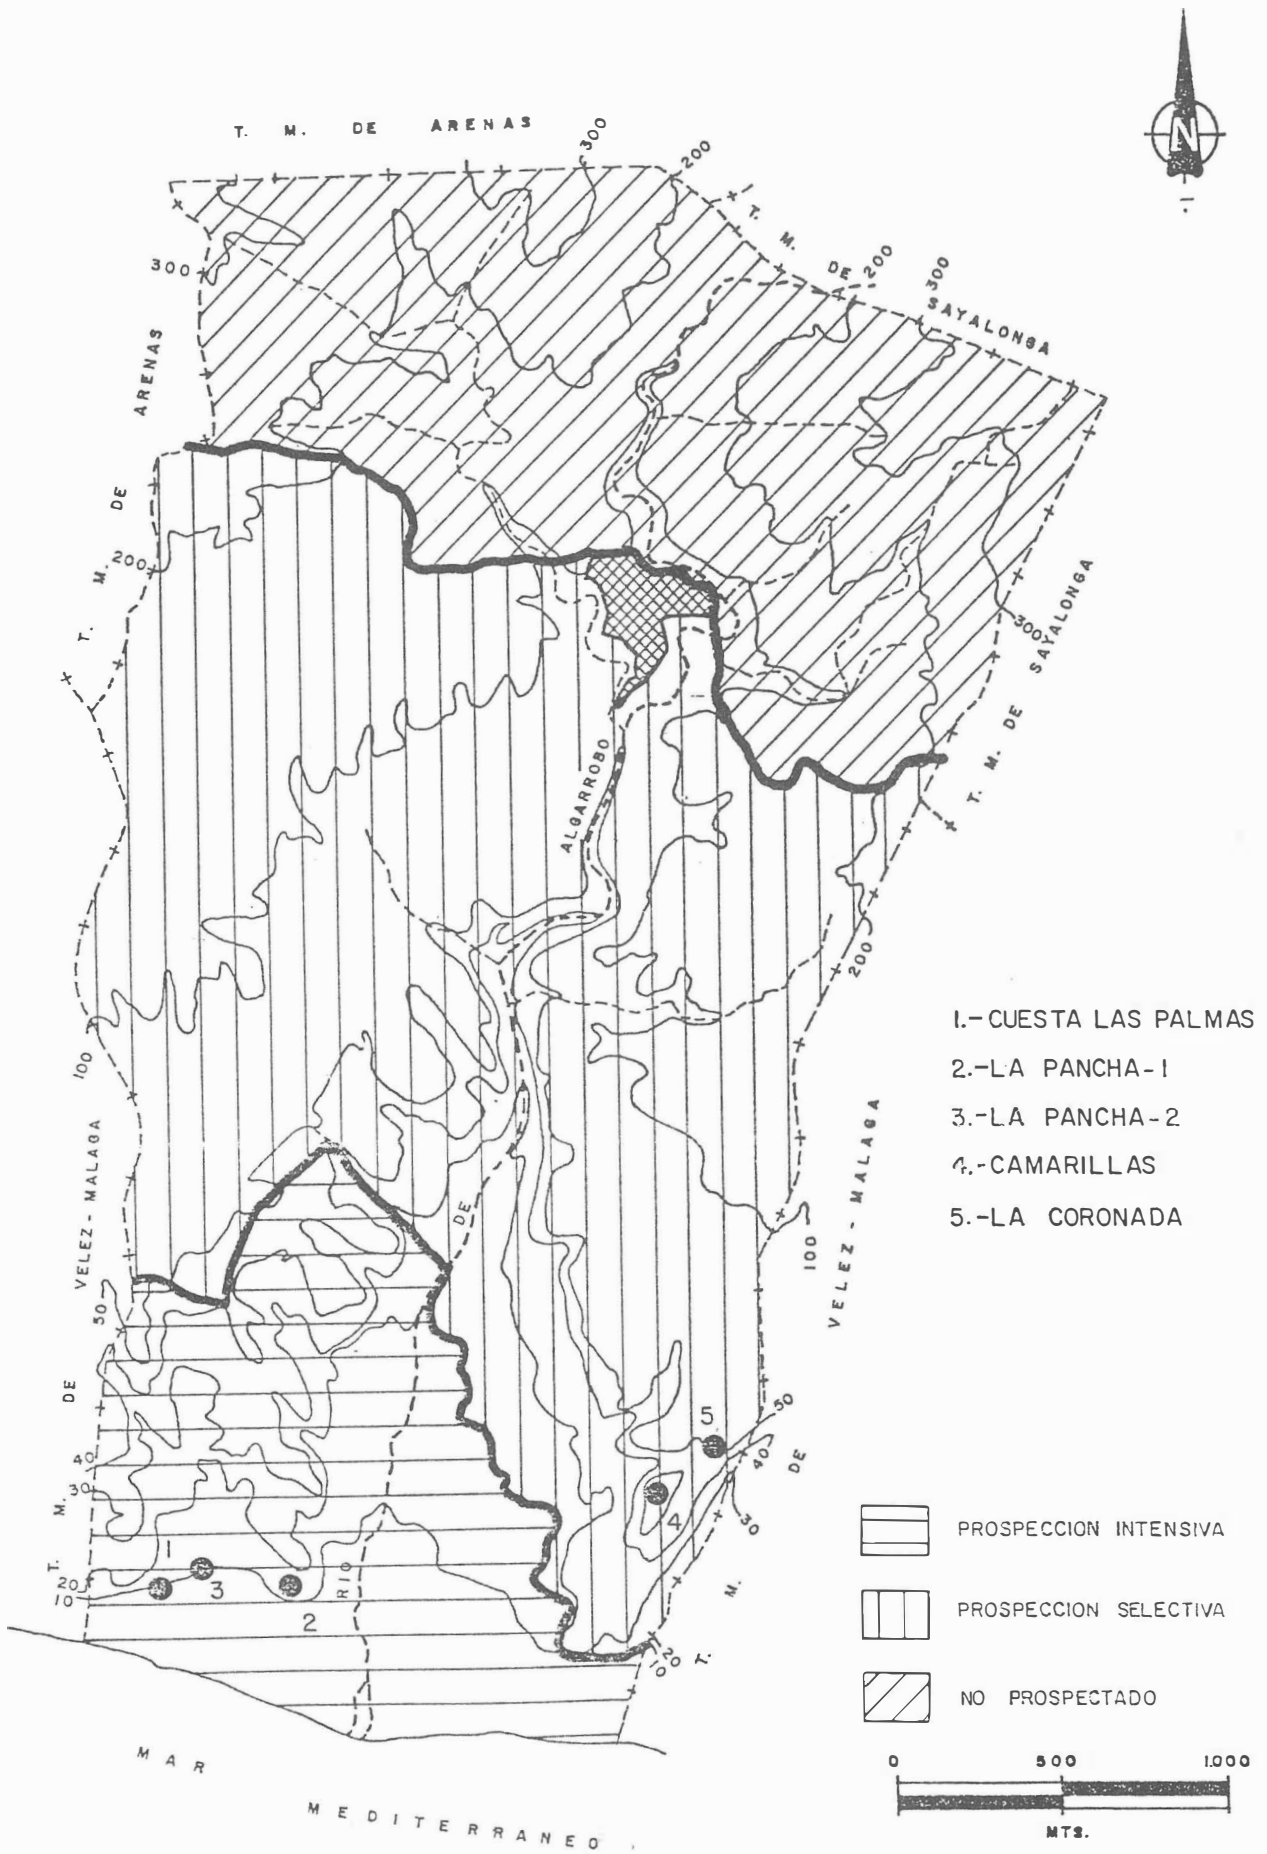 N
T. M. DE ARENAS
300
200
T. M. DE SAYALONGA
200
300
300
T. M. DE ARENAS
200
300
T. M. DE SAYALONGA
ALGARROBO
200
100
1.-CUESTA LAS PALMAS
2.-LA PANCHA-1
3.-LA PANCHA-2
4.-CAMARILLAS
5.-LA CORONADA
T. M. DE VELEZ-MALAGA
DE
100
T. M. DE VELEZ-MALAGA
50
50
5
40
40
30
4
30
PROSPECCION INTENSIVA
1
3
20
10
RIO
2
PROSPECCION SELECTIVA
20
10
NO PROSPECTADO
MAR
MEDITERRANEO
0 500 1.000
MTS.